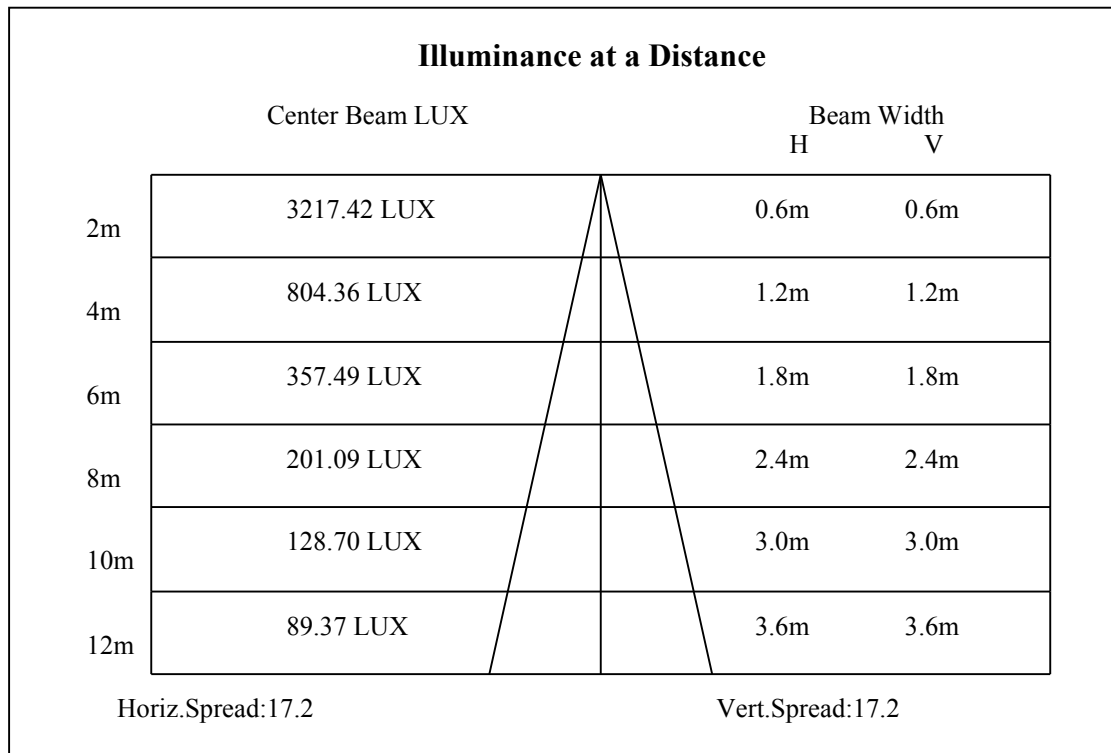 Illuminance at a Distance
Center Beam LUX Beam Width
H V
3217.42 LUX 0.6m 0.6m
2m
804.36 LUX 1.2m 1.2m
4m
357.49 LUX 1.8m 1.8m
6m
201.09 LUX 2.4m 2.4m
8m
128.70 LUX 3.0m 3.0m
10m
89.37 LUX 3.6m 3.6m
12m
Horiz.Spread:17.2 Vert.Spread:17.2